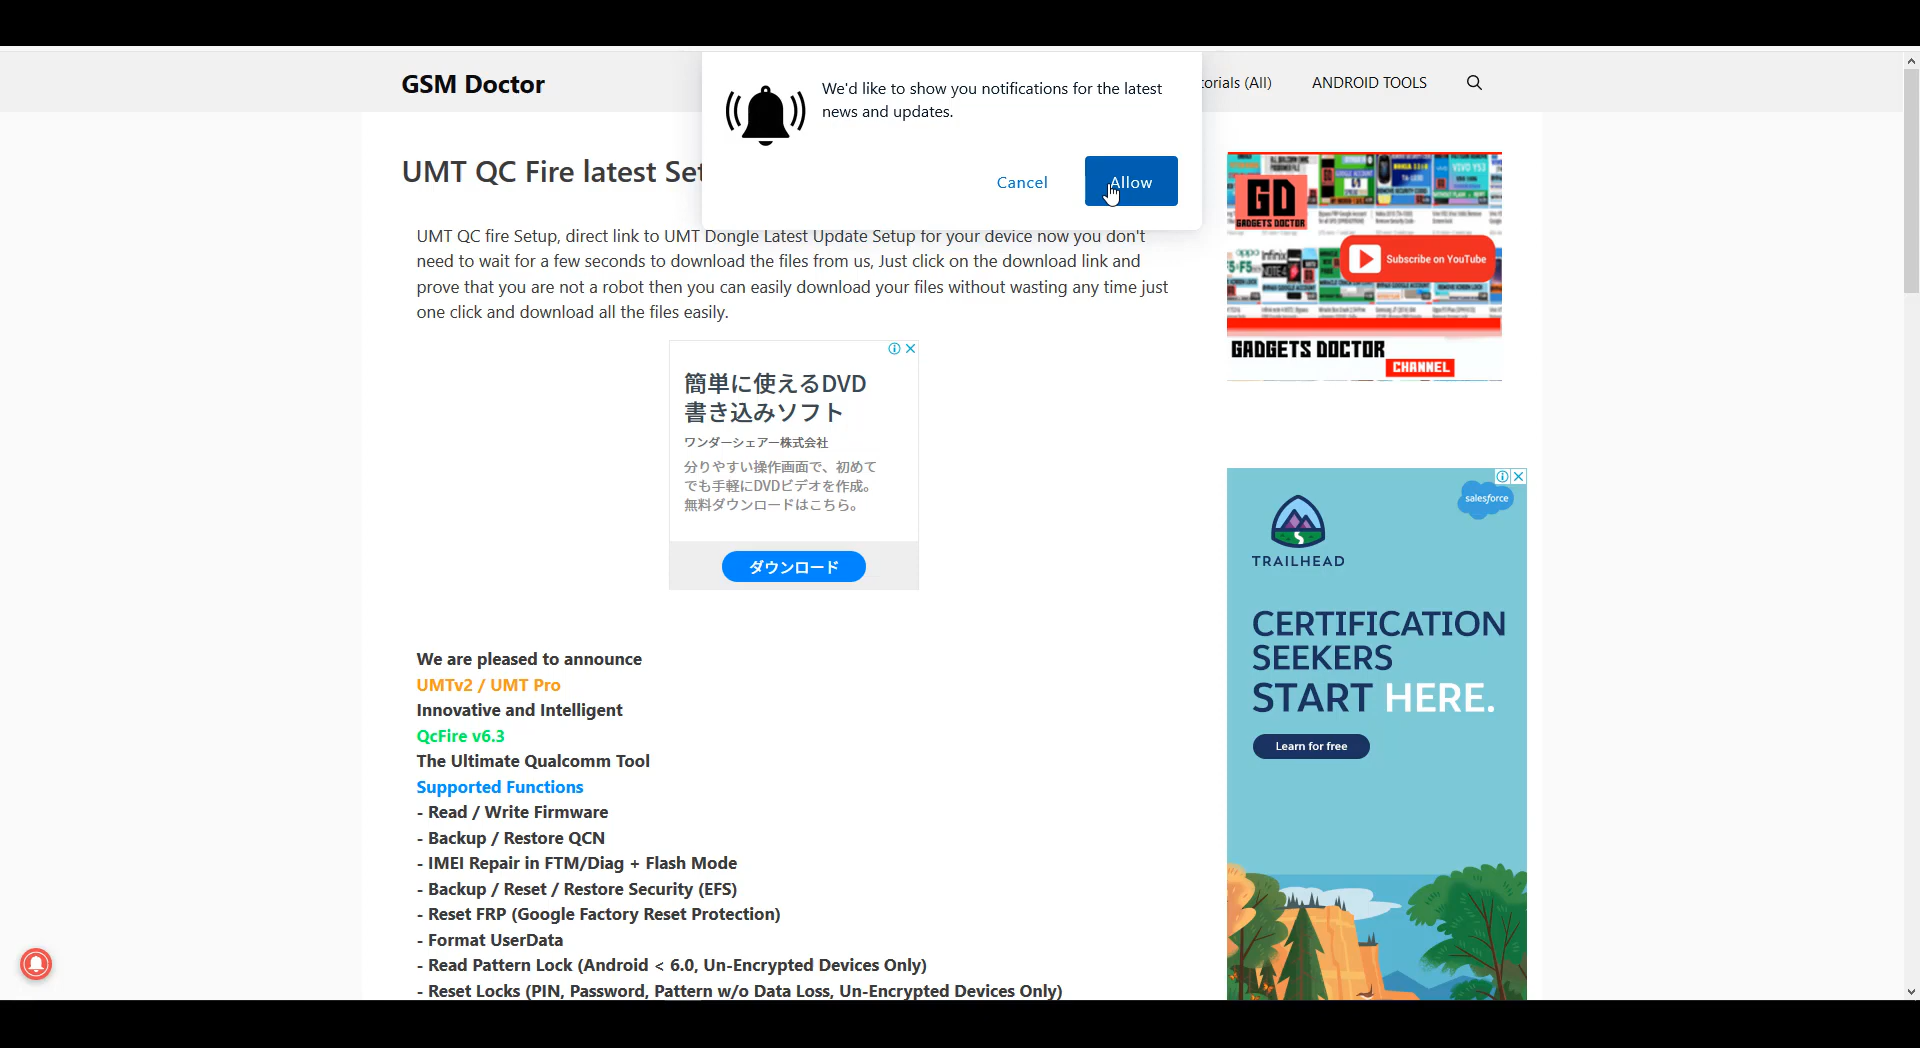 GSM Doctor
orials (All)
ANDROID TOOLS
We'd like to show you notifications for the latest
news and updates.
Cancel
Allow
UMT QC Fire latest Set
UMT QC fire Setup, direct link to UMT Dongle Latest Update Setup for your device now you don't
need to wait for a few seconds to download the files from us, Just click on the download link and
prove that you are not a robot then you can easily download your files without wasting any time just
one click and download all the files easily.
簡単に使えるDVD
書き込みソフト
ワンダーシェアー株式会社
分りやすい操作画面で、初めて
でも手軽にDVDビデオを作成。
無料ダウンロードはこちら。
ダウンロード
We are pleased to announce
UMTv2 / UMT Pro
Innovative and Intelligent
QcFire v6.3
The Ultimate Qualcomm Tool
Supported Functions
- Read / Write Firmware
- Backup / Restore QCN
- IMEI Repair in FTM/Diag + Flash Mode
- Backup / Reset / Restore Security (EFS)
- Reset FRP (Google Factory Reset Protection)
- Format UserData
- Read Pattern Lock (Android < 6.0, Un-Encrypted Devices Only)
- Reset Locks (PIN, Password, Pattern w/o Data Loss, Un-Encrypted Devices Only)
GD
GADGETS DOCTOR
Subscribe on YouTube
GADGETS DOCTOR
CHANNEL
salesforce
TRAILHEAD
CERTIFICATION
SEEKERS
START HERE.
Learn for free